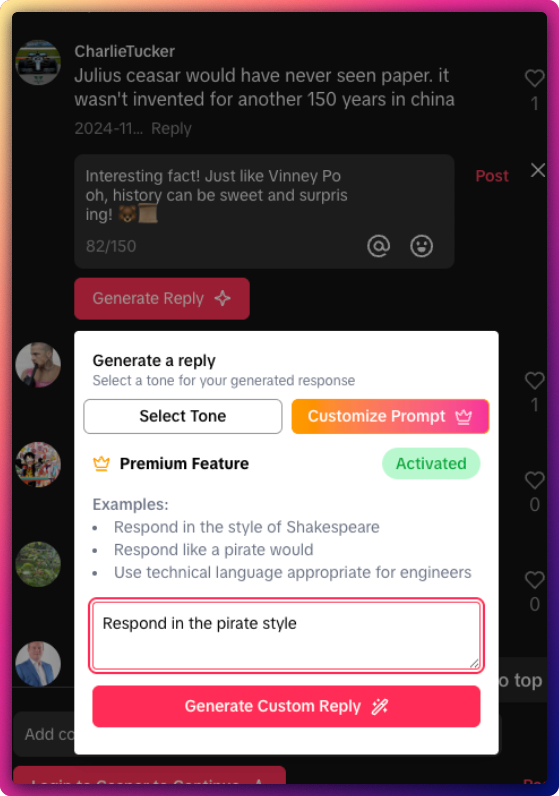 CharlieTucker
Julius ceasar would have never seen paper. it
wasn't invented for another 150 years in china
1
2024-11... Reply
Interesting fact! Just like Vinney Po
oh, history can be sweet and surpris
ing! 🐻📜
Post
82/150
Generate Reply
Generate a reply
Select a tone for your generated response
1
Select Tone
Customize Prompt
Premium Feature
Activated
Examples:
0
• Respond in the style of Shakespeare
• Respond like a pirate would
• Use technical language appropriate for engineers
0
Respond in the pirate style
o top
Generate Custom Reply
Add co